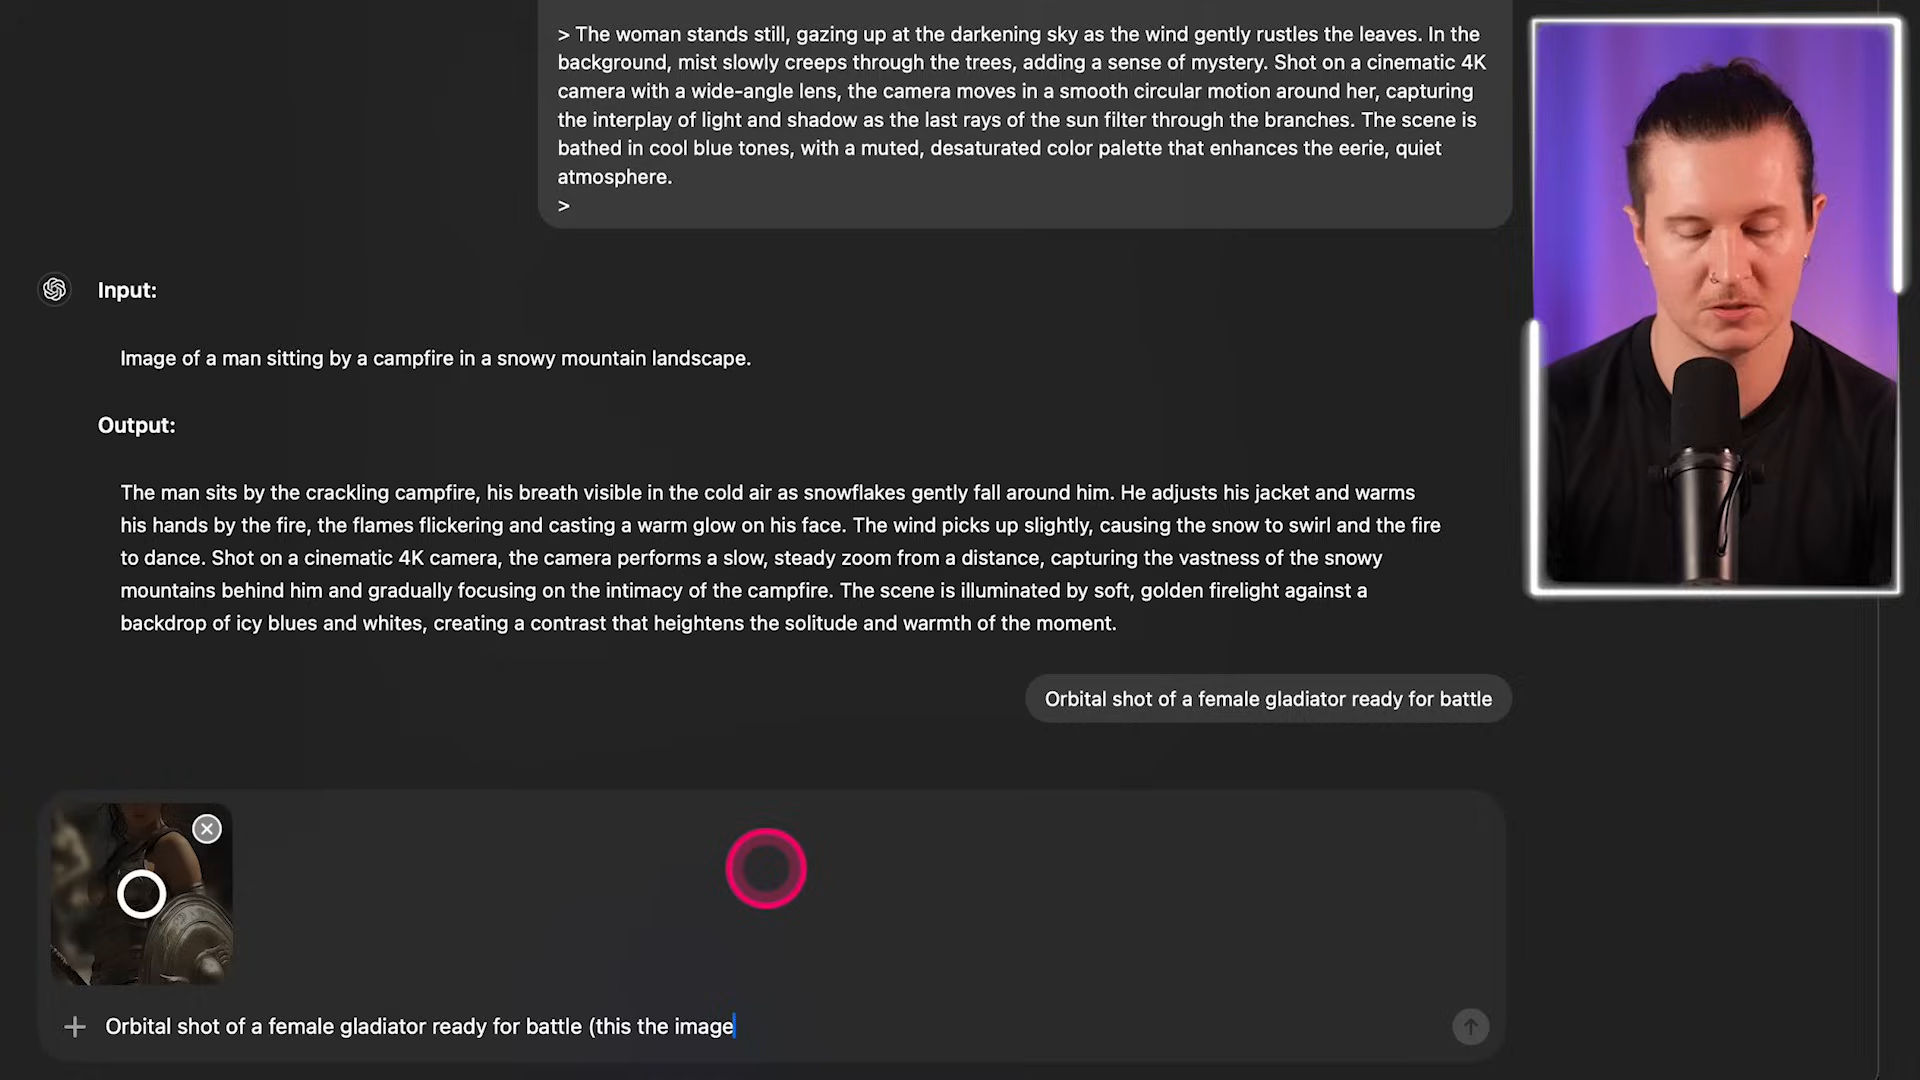 > The woman stands still, gazing up at the darkening sky as the wind gently rustles the leaves. In the
background, mist slowly creeps through the trees, adding a sense of mystery. Shot on a cinematic 4K
camera with a wide-angle lens, the camera moves in a smooth circular motion around her, capturing
the interplay of light and shadow as the last rays of the sun filter through the branches. The scene is
bathed in cool blue tones, with a muted, desaturated color palette that enhances the eerie, quiet
atmosphere.
>
Input:
Image of a man sitting by a campfire in a snowy mountain landscape.
Output:
The man sits by the crackling campfire, his breath visible in the cold air as snowflakes gently fall around him. He adjusts his jacket and warms
his hands by the fire, the flames flickering and casting a warm glow on his face. The wind picks up slightly, causing the snow to swirl and the fire
to dance. Shot on a cinematic 4K camera, the camera performs a slow, steady zoom from a distance, capturing the vastness of the snowy
mountains behind him and gradually focusing on the intimacy of the campfire. The scene is illuminated by soft, golden firelight against a
backdrop of icy blues and whites, creating a contrast that heightens the solitude and warmth of the moment.
Orbital shot of a female gladiator ready for battle
Orbital shot of a female gladiator ready for battle (this the image